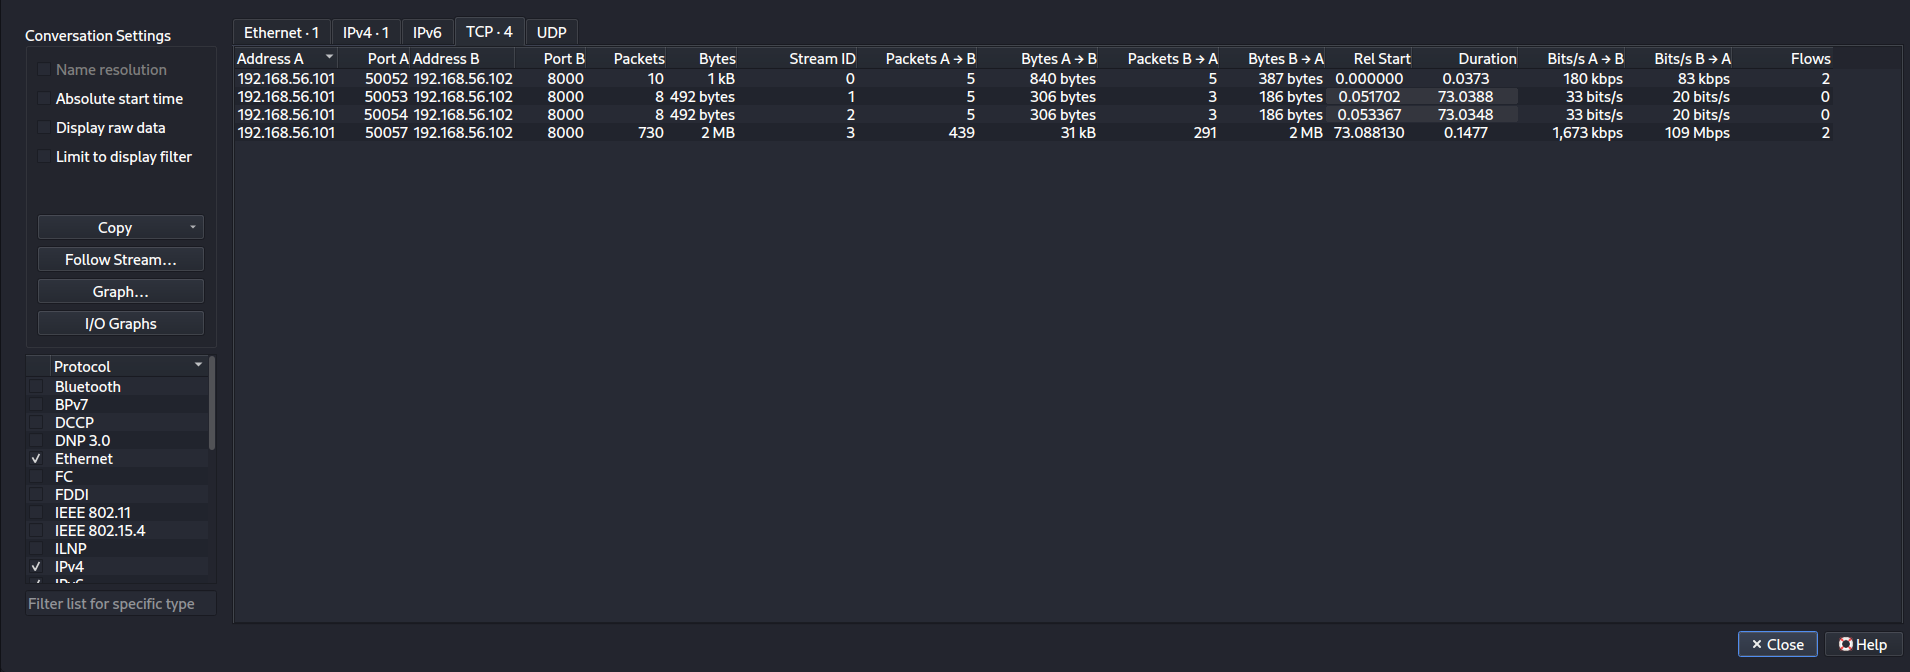 Conversation Settings
Name resolution
Absolute start time
Display raw data
Limit to display filter
Copy
Follow Stream…
Graph…
I/O Graphs
Protocol
Bluetooth
BPv7
DCCP
DNP 3.0
Ethernet
FC
FDDI
IEEE 802.11
IEEE 802.15.4
ILNP
IPv4
IPv6
Filter list for specific type
Ethernet · 1 IPv4 · 1 IPv6 TCP · 4 UDP
Address A Port A Address B Port B Packets Bytes Stream ID Packets A → B Bytes A → B Packets B → A Bytes B → A Rel Start Duration Bits/s A → B Bits/s B → A Flows
192.168.56.101 50052 192.168.56.102 8000 10 1 kB 0 5 840 bytes 5 387 bytes 0.000000 0.0373 180 kbps 83 kbps 2
192.168.56.101 50053 192.168.56.102 8000 8 492 bytes 1 5 306 bytes 3 186 bytes 0.051702 73.0388 33 bits/s 20 bits/s 0
192.168.56.101 50054 192.168.56.102 8000 8 492 bytes 2 5 306 bytes 3 186 bytes 0.053367 73.0348 33 bits/s 20 bits/s 0
192.168.56.101 50057 192.168.56.102 8000 730 2 MB 3 439 31 kB 291 2 MB 73.088130 0.1477 1,673 kbps 109 Mbps 2
Close Help